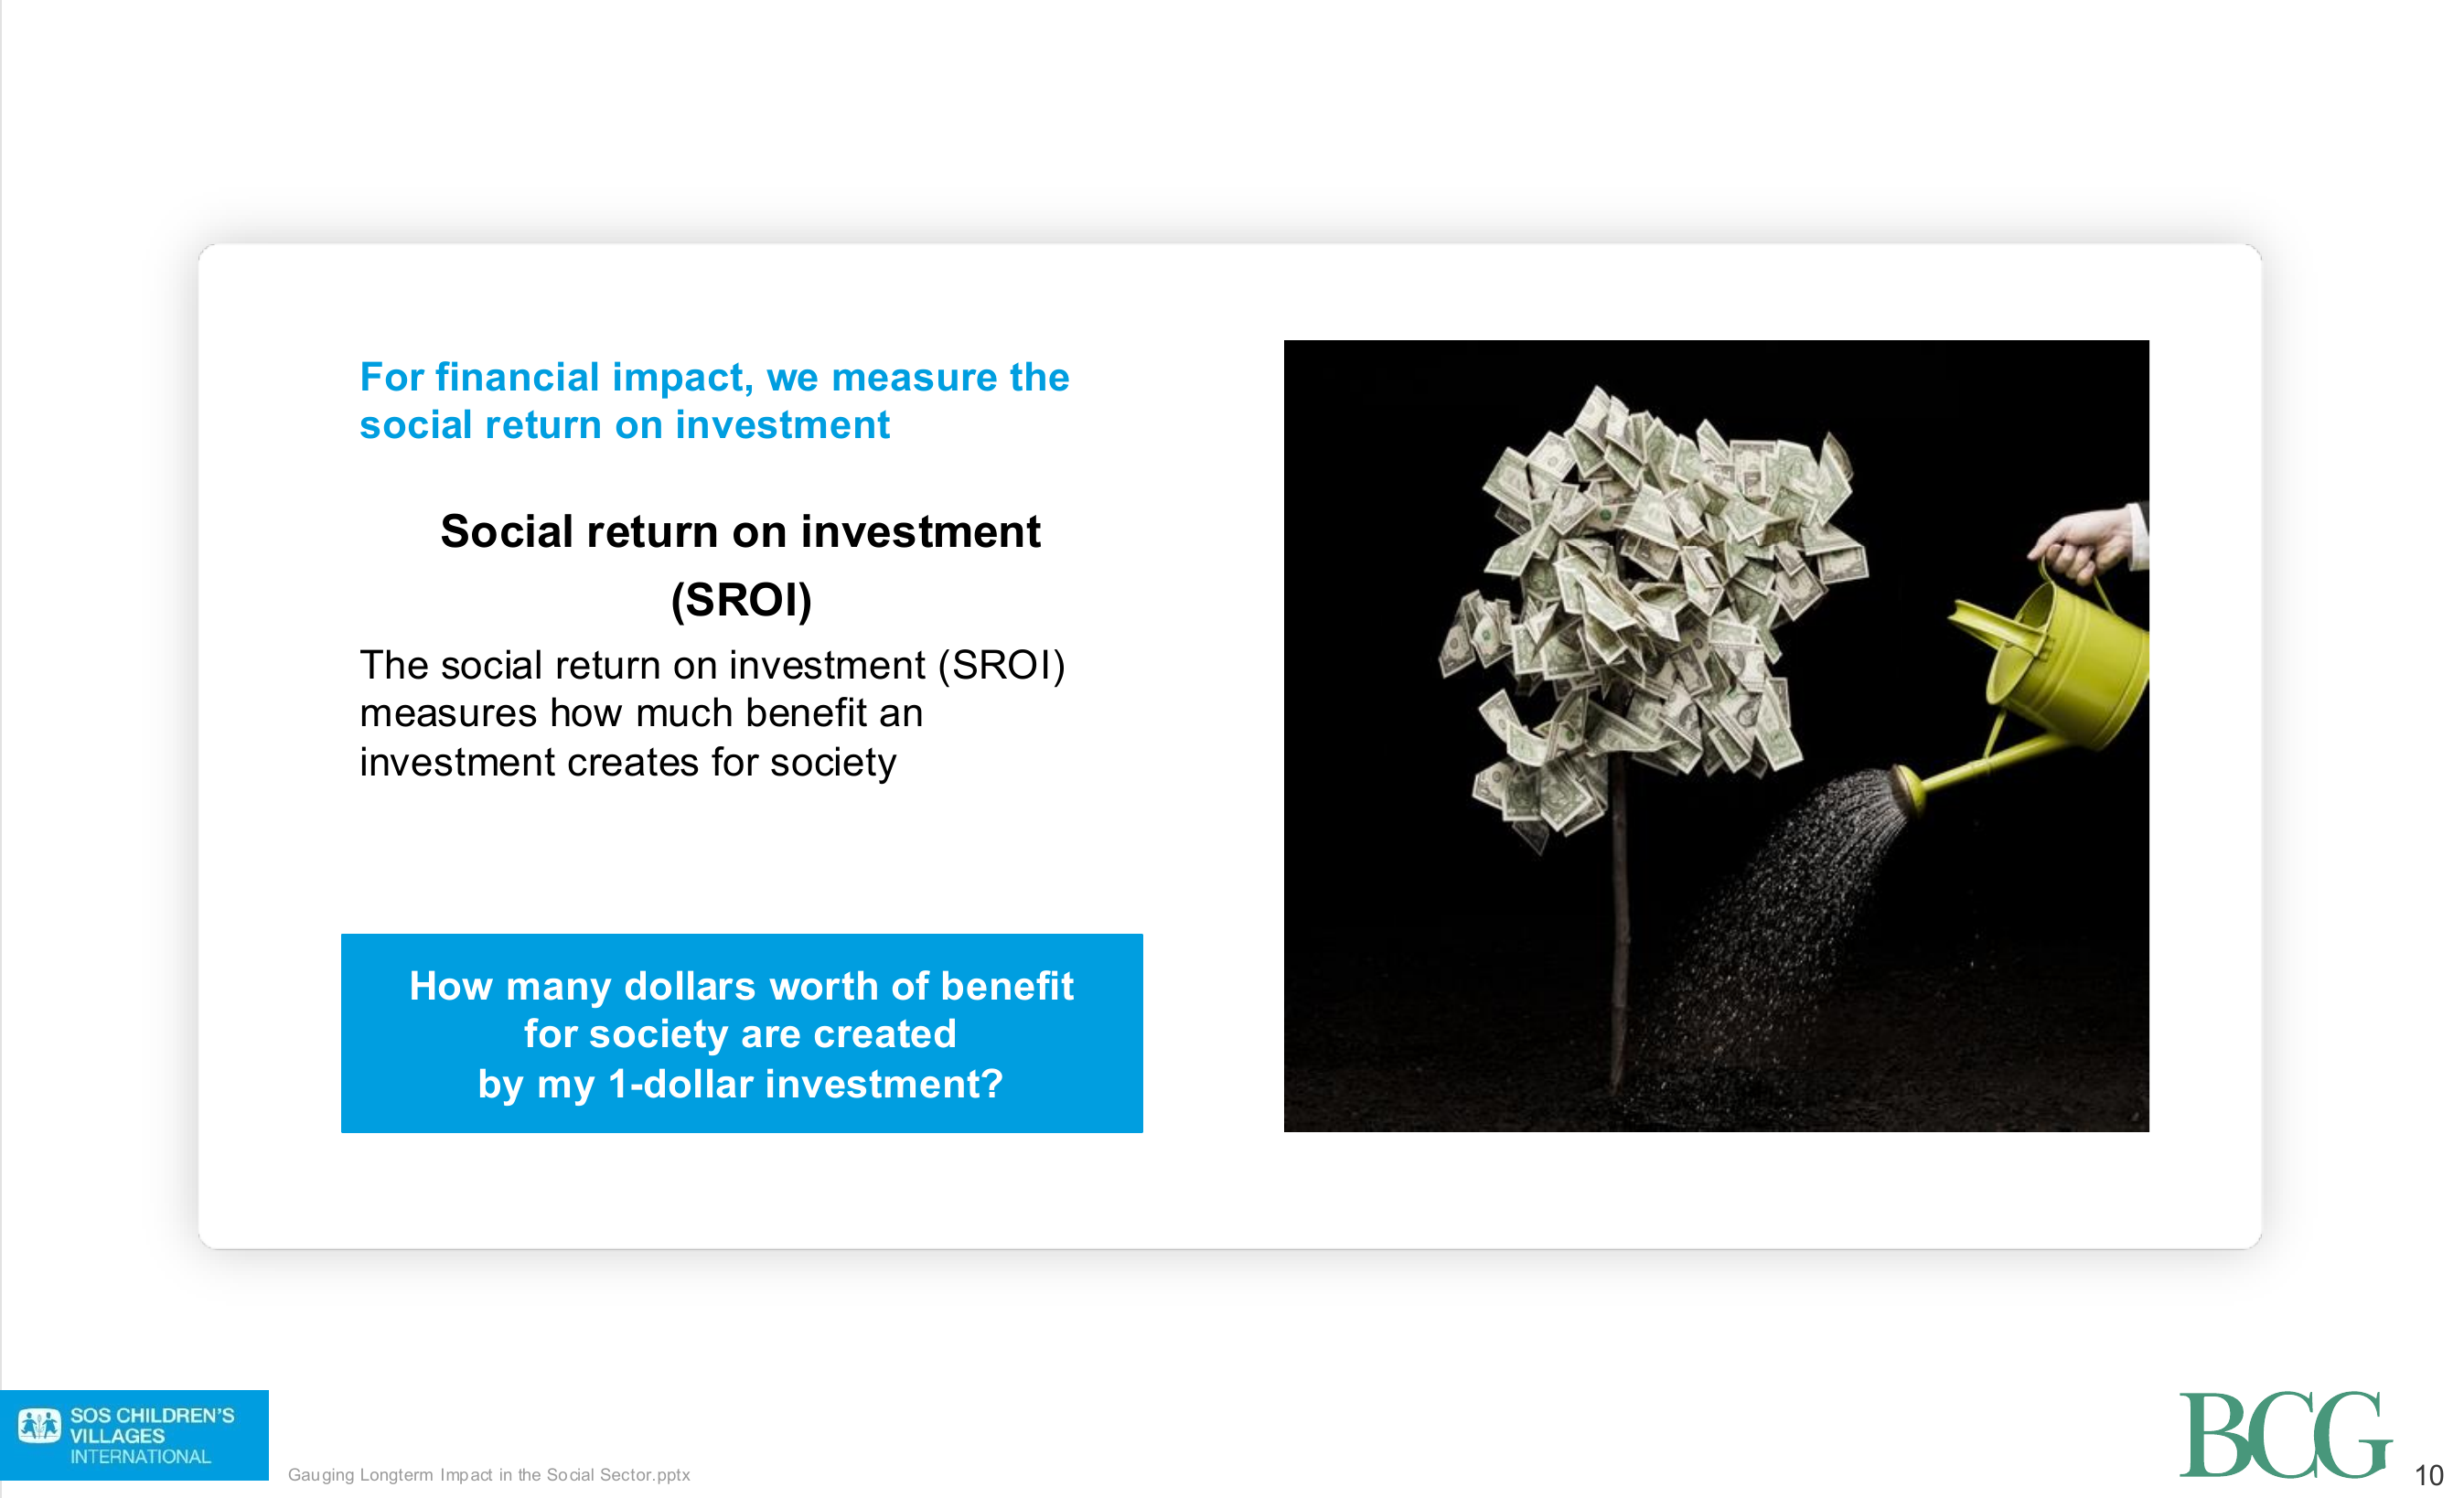 For financial impact, we measure the
social return on investment
Social return on investment
(SROI)
The social return on investment (SROI)
measures how much benefit an
investment creates for society
How many dollars worth of benefit
for society are created
by my 1-dollar investment?
SOS CHILDREN'S
VILLAGES
INTERNATIONAL
Gauging Longterm Impact in the Social Sector.pptx
BCG
10